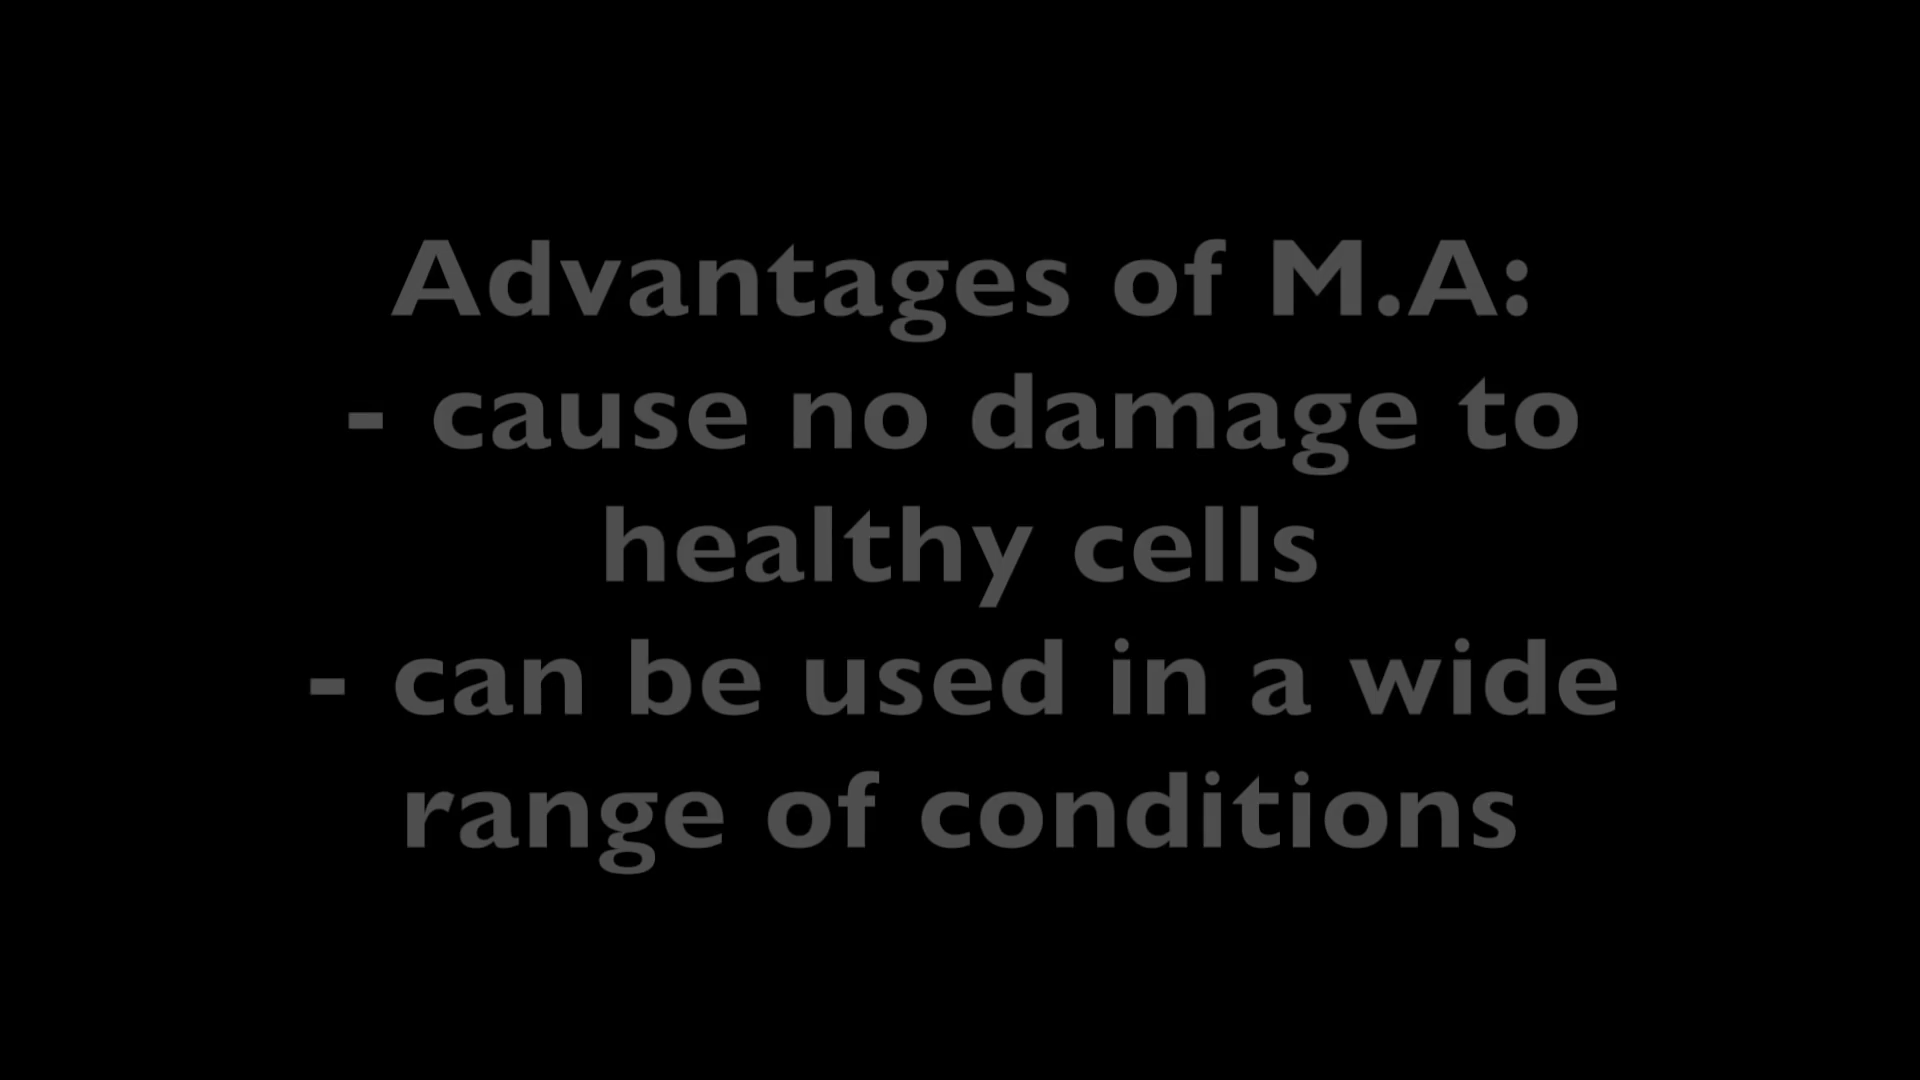 Advantages of M.A:
- cause no damage to
healthy cells
- can be used in a wide
range of conditions